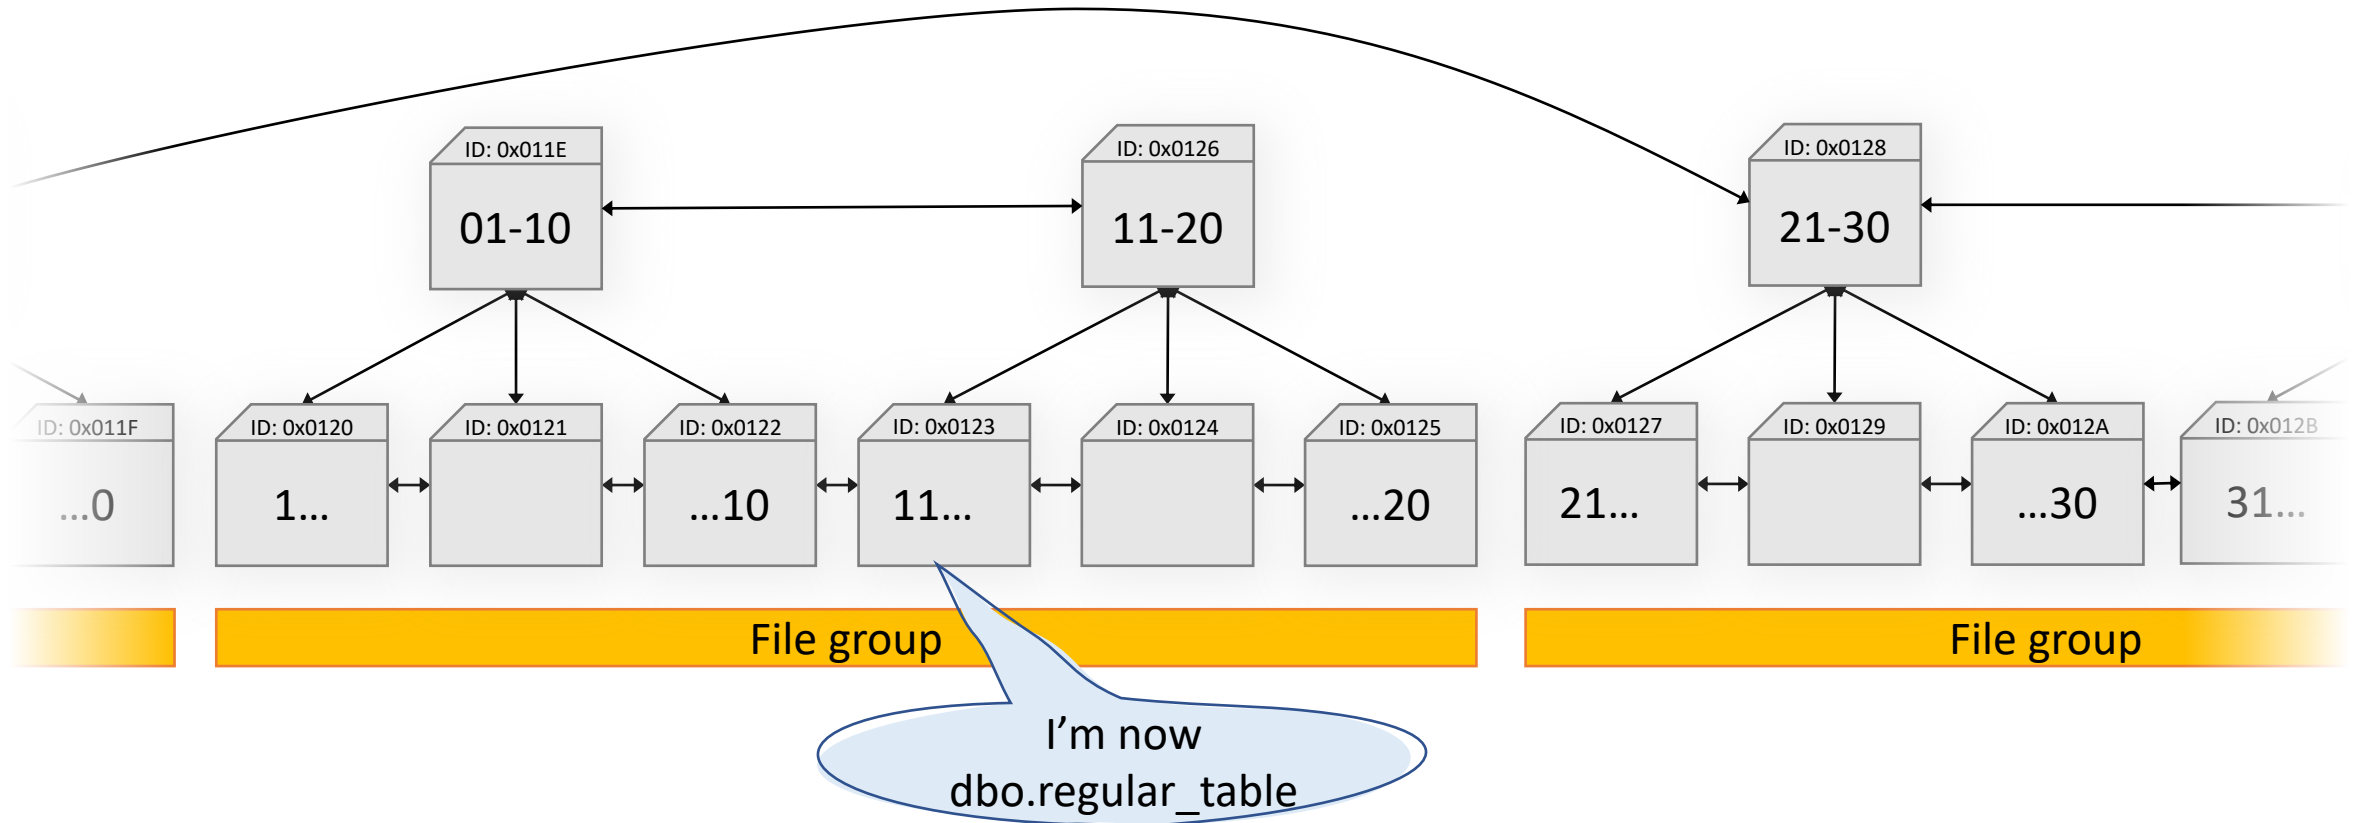 ID: 0x011E
01-10
ID: 0x0126
11-20
ID: 0x0128
21-30
ID: 0x011F
...0
ID: 0x0120
1...
ID: 0x0121
ID: 0x0122
...10
ID: 0x0123
11...
ID: 0x0124
ID: 0x0125
...20
ID: 0x0127
21...
ID: 0x0129
ID: 0x012A
...30
ID: 0x012B
31...
File group
File group
I’m now
dbo.regular_table